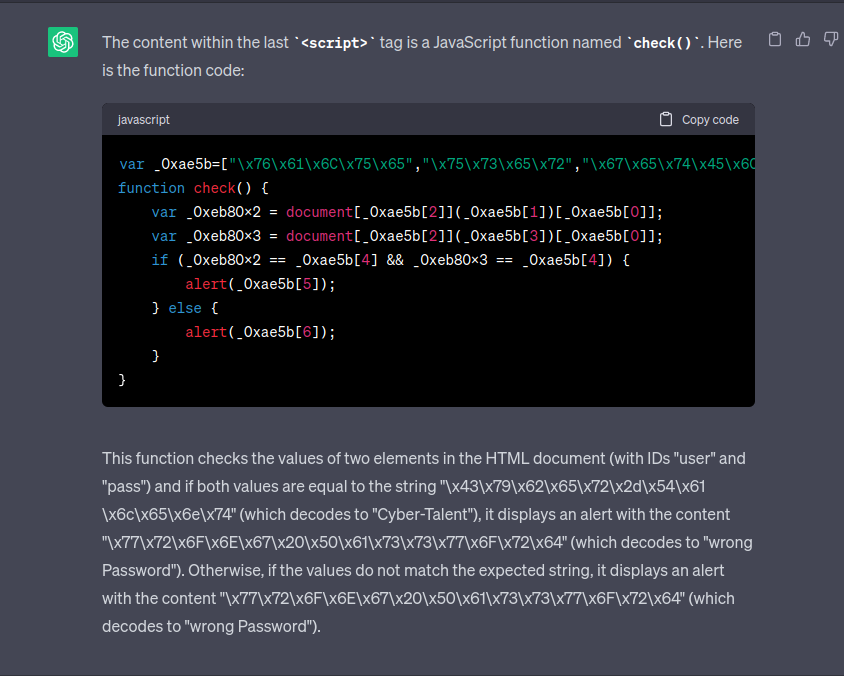 The content within the last `<script>` tag is a JavaScript function named `check()`. Here
is the function code:
javascript
Copy code
var _0xae5b=["\x76\x61\x6C\x75\x65","\x75\x73\x65\x72","\x67\x65\x74\x45\x6C
function check() {
    var _0xeb80×2 = document[_0xae5b[2]](_0xae5b[1])[_0xae5b[0]];
    var _0xeb80×3 = document[_0xae5b[2]](_0xae5b[3])[_0xae5b[0]];
    if (_0xeb80×2 == _0xae5b[4] && _0xeb80×3 == _0xae5b[4]) {
        alert(_0xae5b[5]);
    } else {
        alert(_0xae5b[6]);
    }
}
This function checks the values of two elements in the HTML document (with IDs "user" and
"pass") and if both values are equal to the string "\x43\x79\x62\x65\x72\x2d\x54\x61
\x6c\x65\x6e\x74" (which decodes to "Cyber-Talent"), it displays an alert with the content
"\x77\x72\x6F\x6E\x67\x20\x50\x61\x73\x73\x77\x6F\x72\x64" (which decodes to "wrong
Password"). Otherwise, if the values do not match the expected string, it displays an alert
with the content "\x77\x72\x6F\x6E\x67\x20\x50\x61\x73\x73\x77\x6F\x72\x64" (which
decodes to "wrong Password").